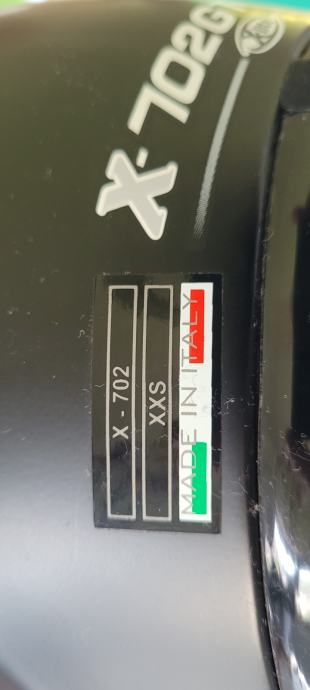 X-702G
X - 702
XXS
MADE IN ITALY